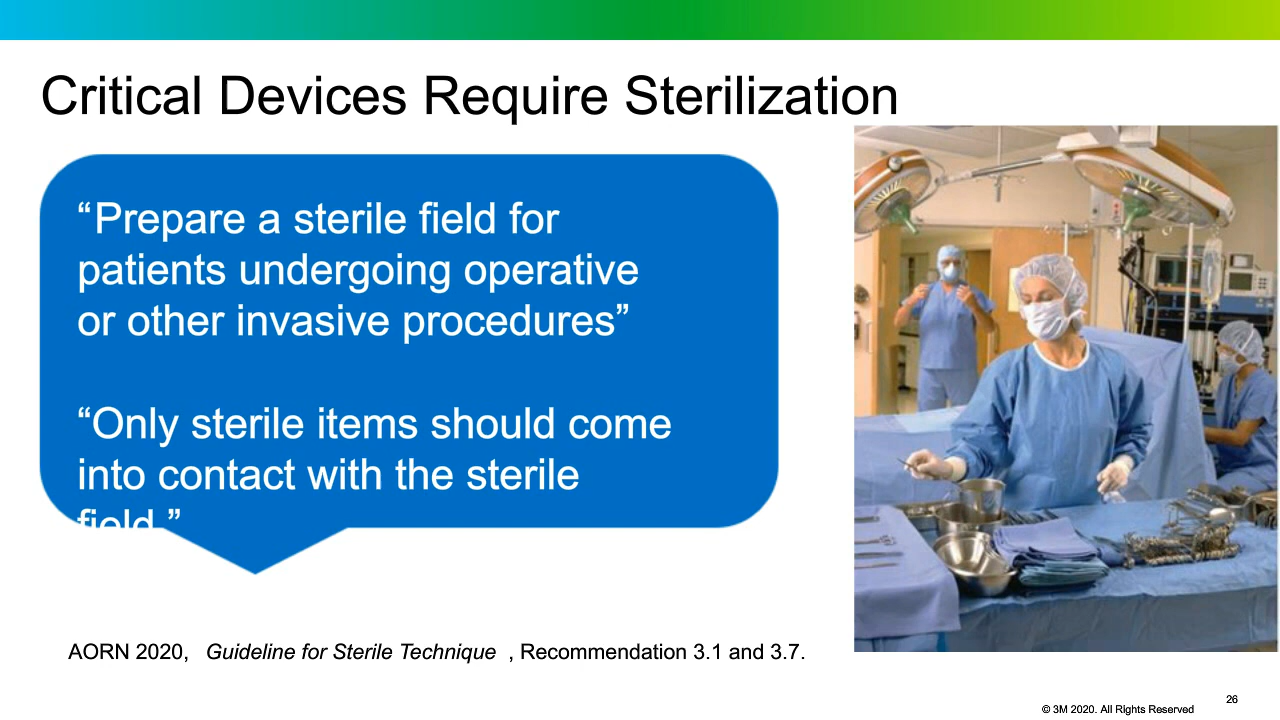 Critical Devices Require Sterilization
“Prepare a sterile field for
patients undergoing operative
or other invasive procedures”
“Only sterile items should come
into contact with the sterile
field.”
AORN 2020, Guideline for Sterile Technique , Recommendation 3.1 and 3.7.
26
© 3M 2020. All Rights Reserved